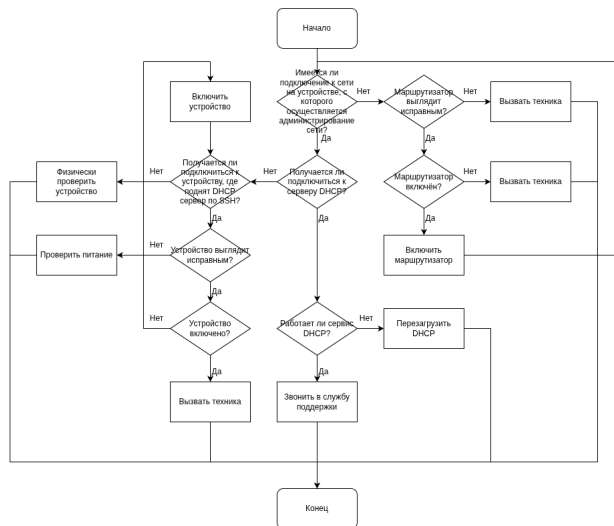 Начало
Имеется ли
подключение к сети
на устройстве, с
которого
осуществляется
администрирование
сети?
Нет
Маршрутизатор
выглядит
исправным?
Нет
Вызвать техника
Включить
устройство
Да
Да
Физически
проверить
устройство
Нет
Получается ли
подключиться к
устройству, где
поднят DHCP
сервер по SSH?
Нет
Получается ли
подключиться к
серверу DHCP?
Маршрутизатор
включён?
Нет
Вызвать техника
Да
Да
Да
Проверить питание
Нет
Устройство выглядит
исправным?
Включить
маршрутизатор
Да
Нет
Устройство
включено?
Работает ли сервис
DHCP?
Нет
Перезагрузить
DHCP
Да
Да
Вызвать техника
Звонить в службу
поддержки
Конец